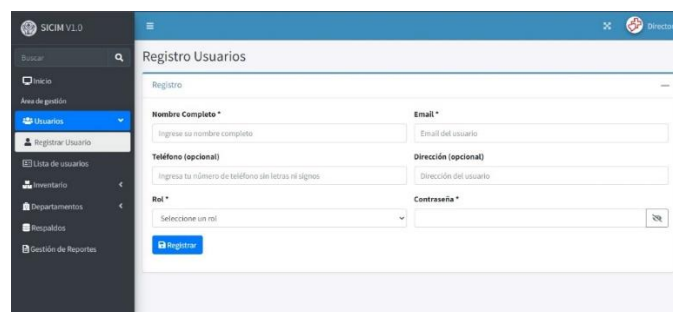 SICIM V1.0
Director
Buscar
Inicio
Área de gestión
Usuarios
Registrar Usuario
Lista de usuarios
Inventario
Departamentos
Respaldos
Gestión de Reportes
Registro Usuarios
Registro
Nombre Completo *
Email *
Ingrese su nombre completo
Email del usuario
Teléfono (opcional)
Dirección (opcional)
Ingresa tu número de teléfono sin letras ni signos
Dirección del usuario
Rol *
Contraseña *
Seleccione un rol
Registrar